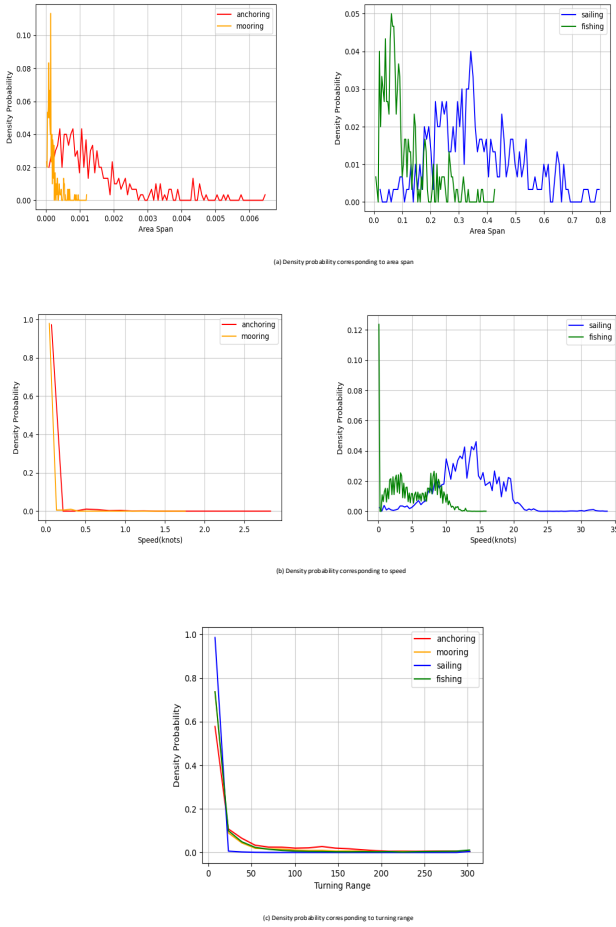 anchoring
mooring
0.10
0.08
0.06
0.04
0.02
0.00
Density Probability
0.000 0.001 0.002 0.003 0.004 0.005 0.006
Area Span
sailing
fishing
0.05
0.04
0.03
0.02
0.01
0.00
Density Probability
0.0 0.1 0.2 0.3 0.4 0.5 0.6 0.7 0.8
Area Span
(a) Density probability corresponding to area span
anchoring
mooring
1.0
0.8
0.6
0.4
0.2
0.0
Density Probability
0.0 0.5 1.0 1.5 2.0 2.5
Speed(knots)
sailing
fishing
0.12
0.10
0.08
0.06
0.04
0.02
0.00
Density Probability
0 5 10 15 20 25 30 35
Speed(knots)
(b) Density probability corresponding to speed
anchoring
mooring
sailing
fishing
1.0
0.8
0.6
0.4
0.2
0.0
Density Probability
0 50 100 150 200 250 300
Turning Range
(c) Density probability corresponding to turning range